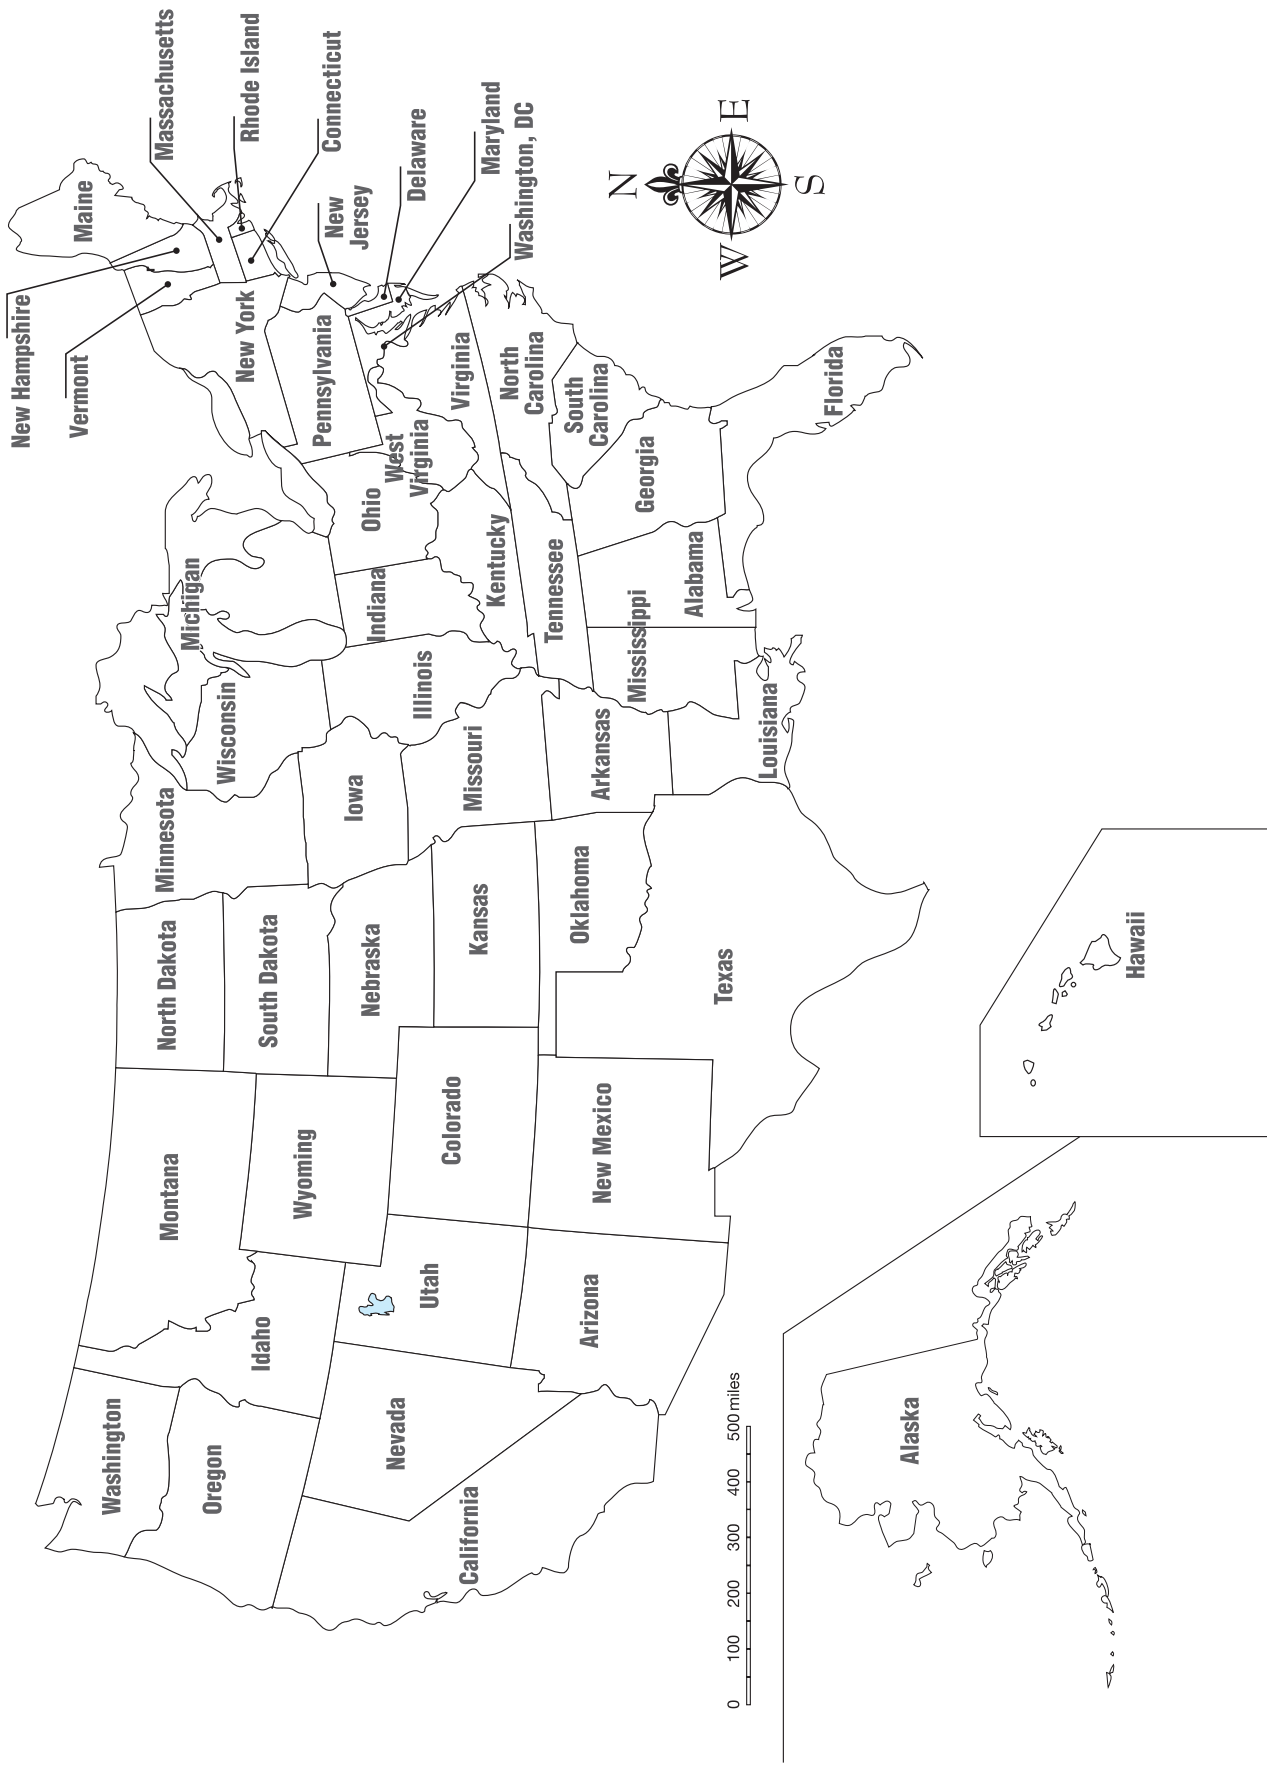 Washington
Oregon
California
Nevada
Idaho
Montana
Wyoming
Utah
Arizona
Colorado
New Mexico
North Dakota
South Dakota
Nebraska
Kansas
Oklahoma
Texas
Minnesota
Iowa
Missouri
Arkansas
Louisiana
Wisconsin
Illinois
Michigan
Indiana
Ohio
Kentucky
Tennessee
Mississippi
Alabama
Georgia
Florida
South
Carolina
North
Carolina
Virginia
West
Virginia
Pennsylvania
New York
Vermont
New Hampshire
Maine
Massachusetts
Rhode Island
Connecticut
New
Jersey
Delaware
Maryland
Washington, DC
N
W
E
S
0
100
200
300
400
500 miles
Alaska
Hawaii